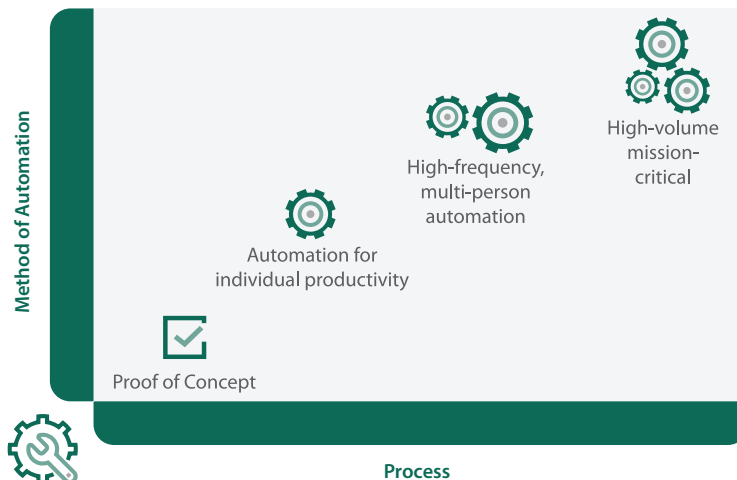 Method of Automation
High-volume
mission-
critical
High-frequency,
multi-person
automation
Automation for
individual productivity
Proof of Concept
Process